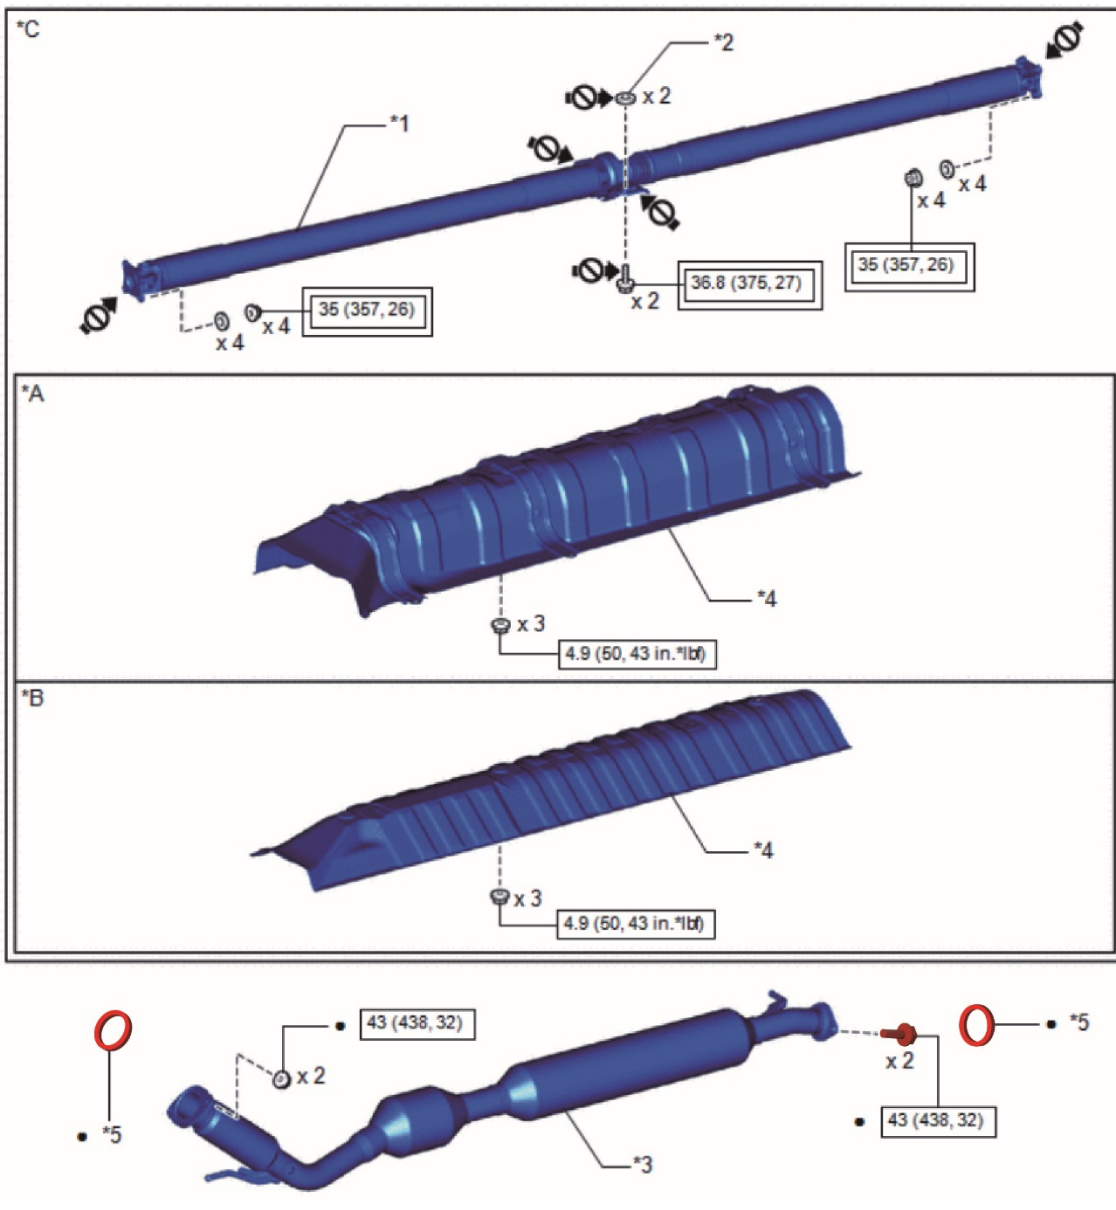 *C
*2
x 2
*1
x 4
x 4
35 (357, 26)
36.8 (375, 27)
x 2
35 (357, 26)
x 4
x 4
*A
*4
x 3
4.9 (50, 43 in.*lbf)
*B
*4
x 3
4.9 (50, 43 in.*lbf)
43 (438, 32)
x 2
• *5
x 2
• *5
• 43 (438, 32)
*3